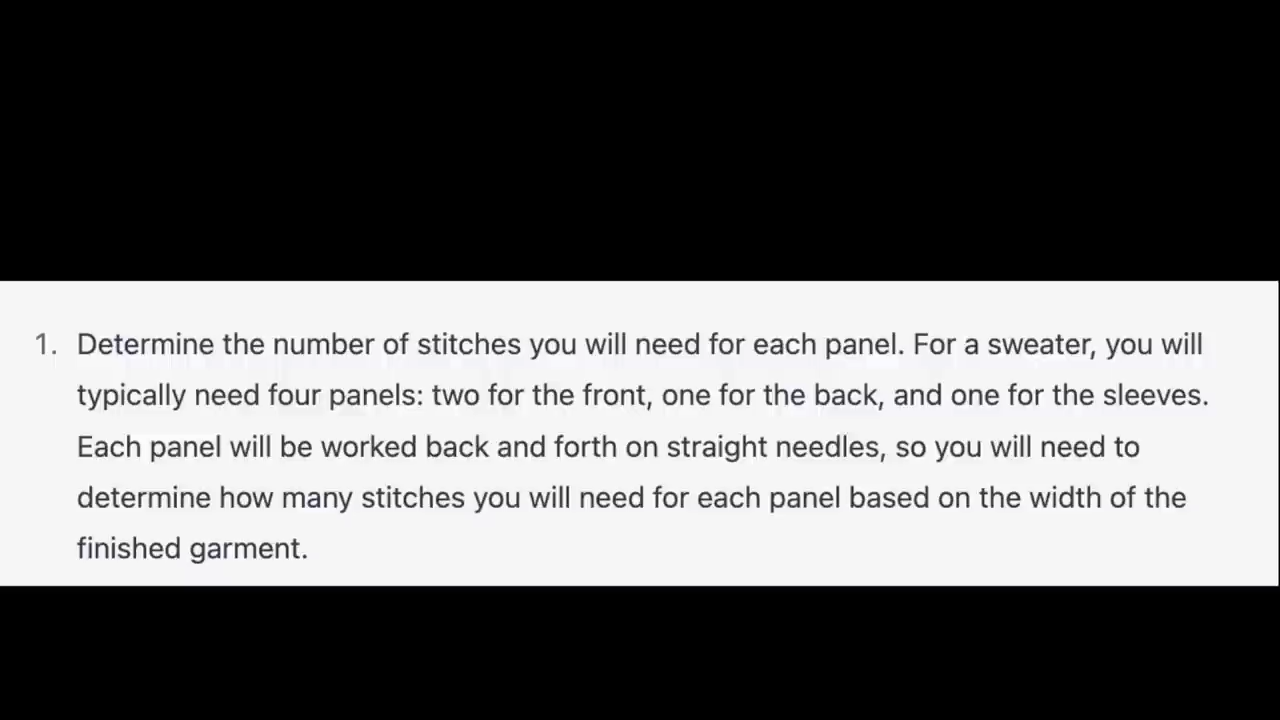 1. Determine the number of stitches you will need for each panel. For a sweater, you will
typically need four panels: two for the front, one for the back, and one for the sleeves.
Each panel will be worked back and forth on straight needles, so you will need to
determine how many stitches you will need for each panel based on the width of the
finished garment.